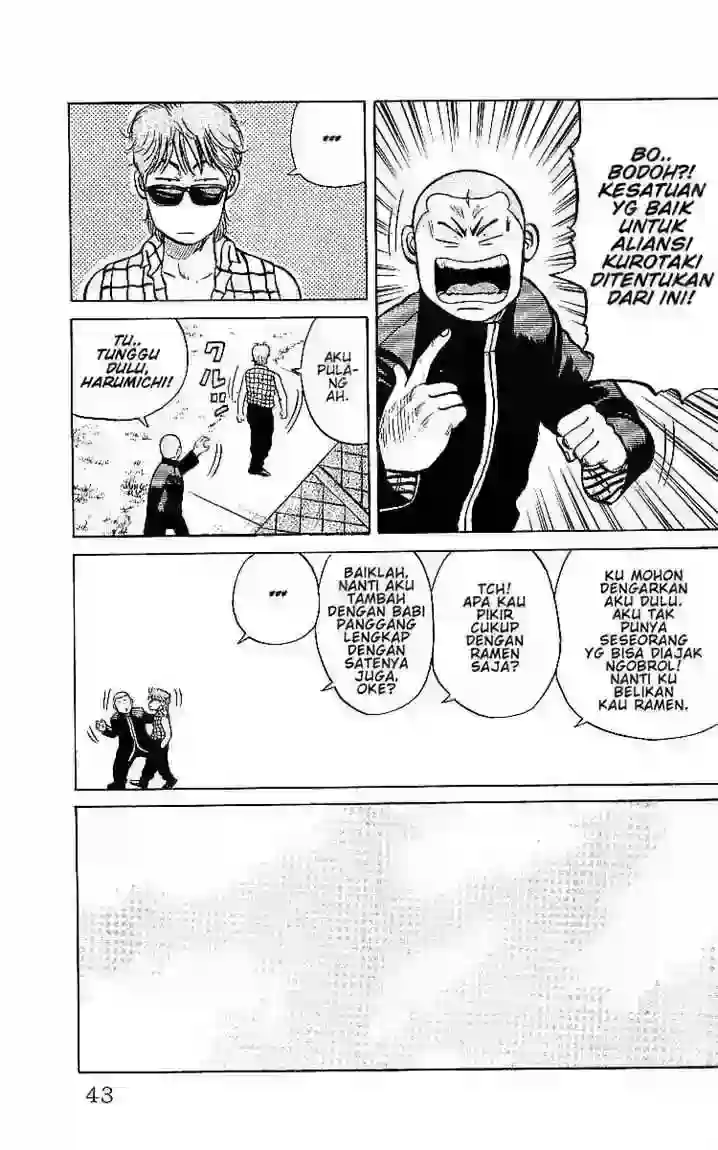 BO..
BODOH?!
KESATUAN
YG BAIK
UNTUK
ALIANSI
KUROTAKI
DITENTUKAN
DARI INI!
...
AKU
PULA-
NG
AH.
クルッ
TU..
TUNGGU
DULU,
HARUMICHI!
KU MOHON
DENGARKAN
AKU DULU.
AKU TAK
PUNYA
SESEORANG
YG BISA DIAJAK
NGOBROL!
NANTI KU
BELIKAN
KAU RAMEN.
TCH!
APA KAU
PIKIR
CUKUP
DENGAN
RAMEN
SAJA?
BAIKLAH,
NANTI AKU
TAMBAH
DENGAN BABI
PANGGANG
LENGKAP
DENGAN
SATENYA
JUGA,
OKE?
...
43